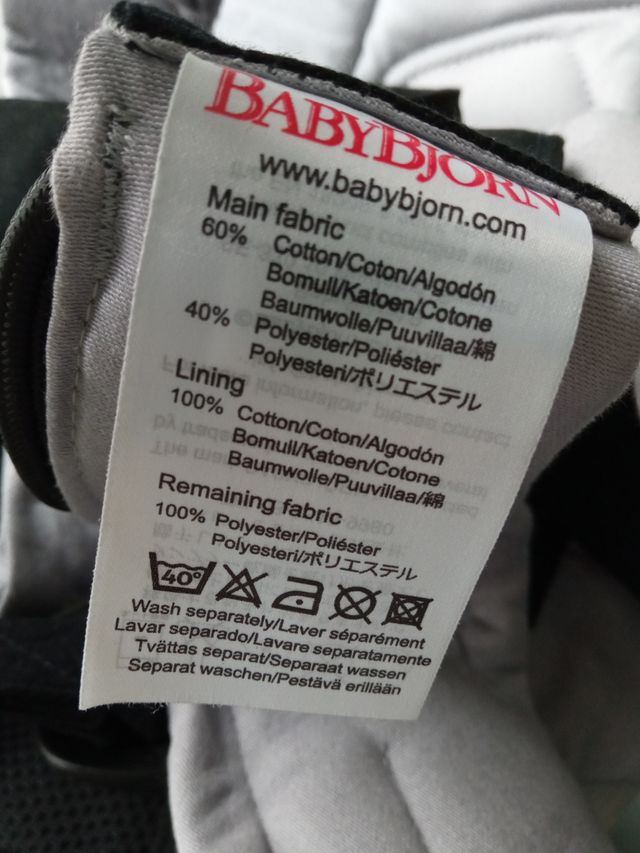 BABYBJÖRN
www.babybjorn.com
Main fabric
60% Cotton/Coton/Algodón
Bomull/Katoen/Cotone
Baumwolle/Puuvillaa/綿
40% Polyester/Poliéster
Polyesteri/ポリエステル
Lining
100% Cotton/Coton/Algodón
Bomull/Katoen/Cotone
Baumwolle/Puuvillaa/綿
Remaining fabric
100% Polyester/Poliéster
Polyesteri/ポリエステル
40°
Wash separately/Laver séparément
Lavar separado/Lavare separatamente
Tvättas separat/Separaat wassen
Separat waschen/Pestävä erillään